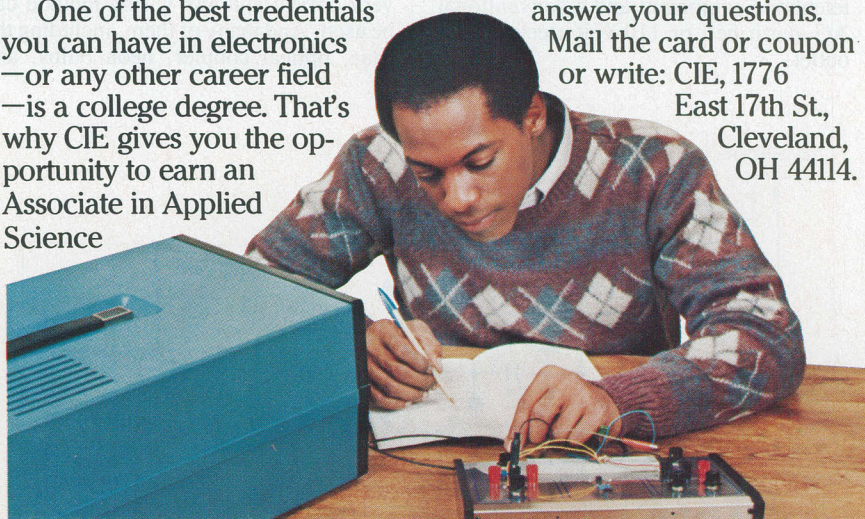 One of the best credentials
you can have in electronics
—or any other career field
—is a college degree. That's
why CIE gives you the op-
portunity to earn an
Associate in Applied
Science
answer your questions.
Mail the card or coupon
or write: CIE, 1776
East 17th St.,
Cleveland,
OH 44114.